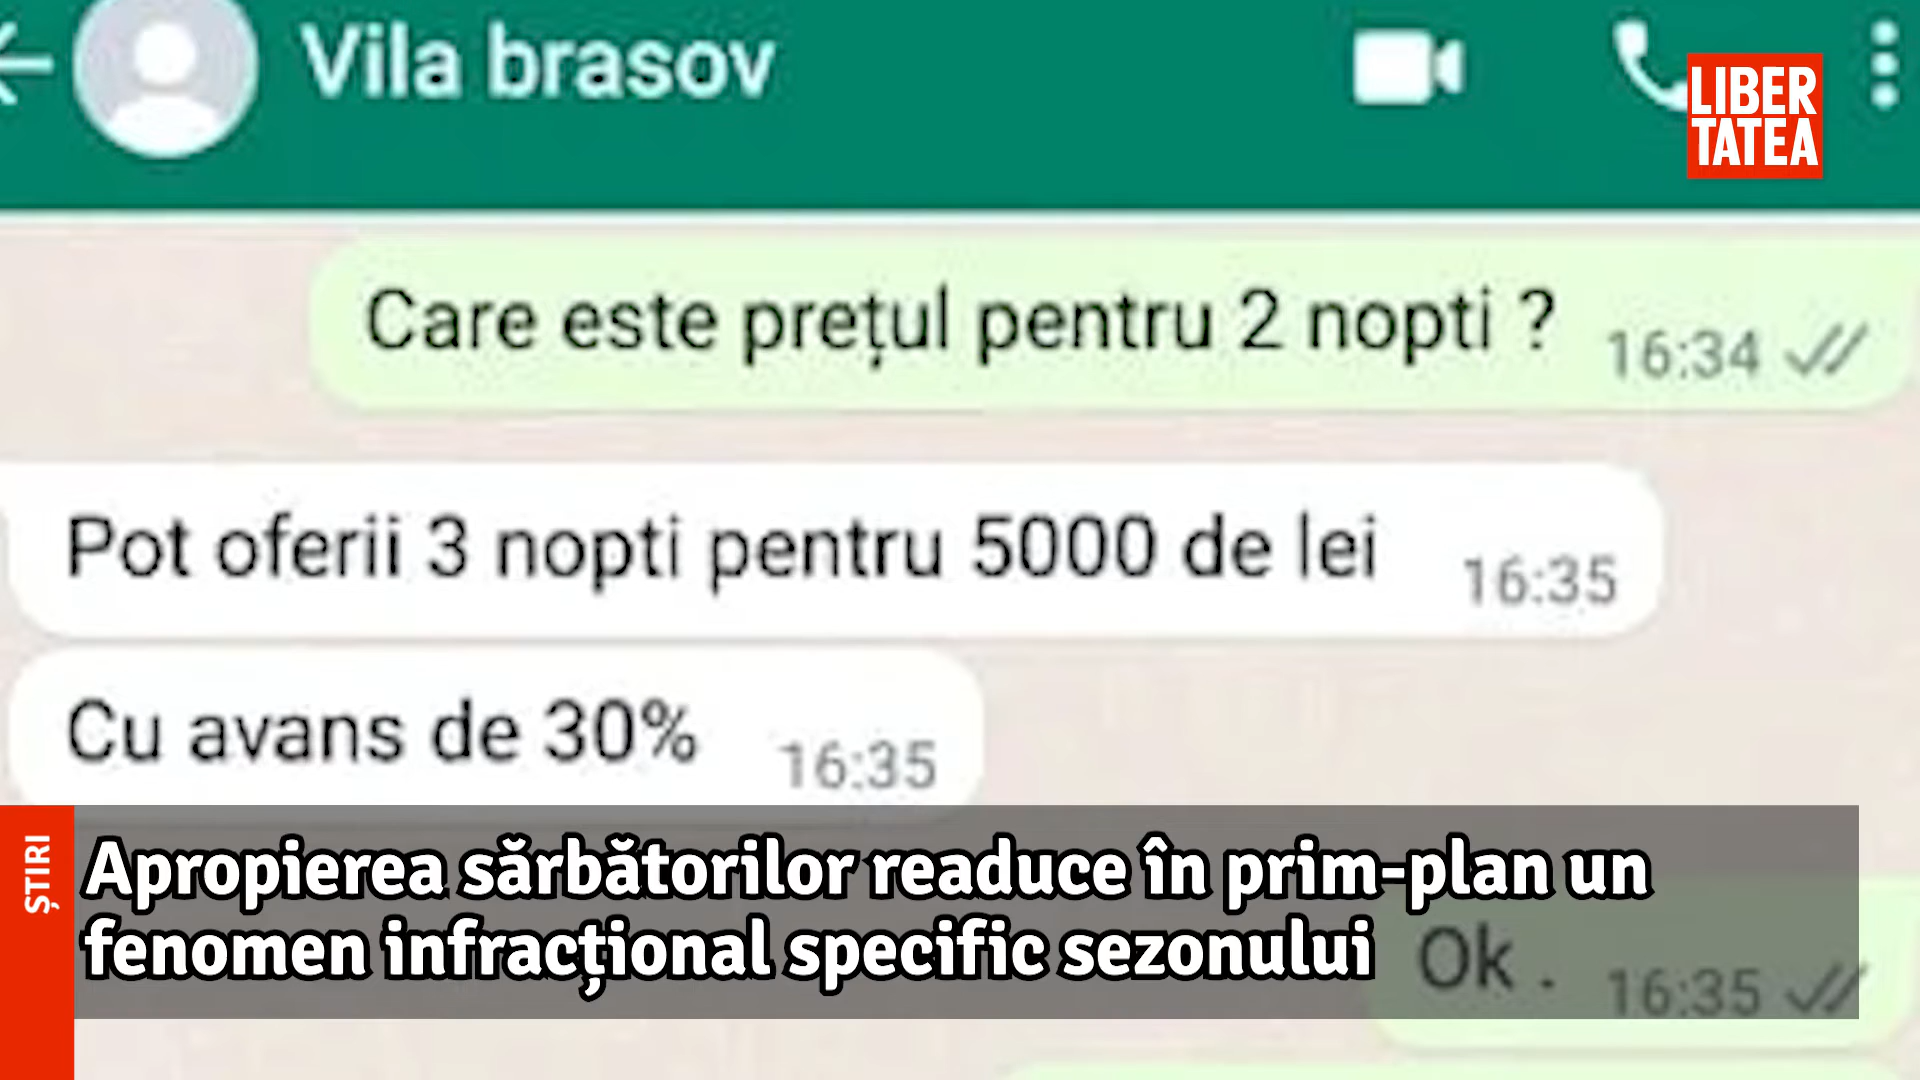 Vila brasov
LIBER
TATEA
Care este prețul pentru 2 nopti ? 16:34
Pot oferii 3 nopti pentru 5000 de lei 16:35
Cu avans de 30% 16:35
ȘTIRI
Apropierea sărbătorilor readuce în prim-plan un
fenomen infracțional specific sezonului
Ok . 16:35